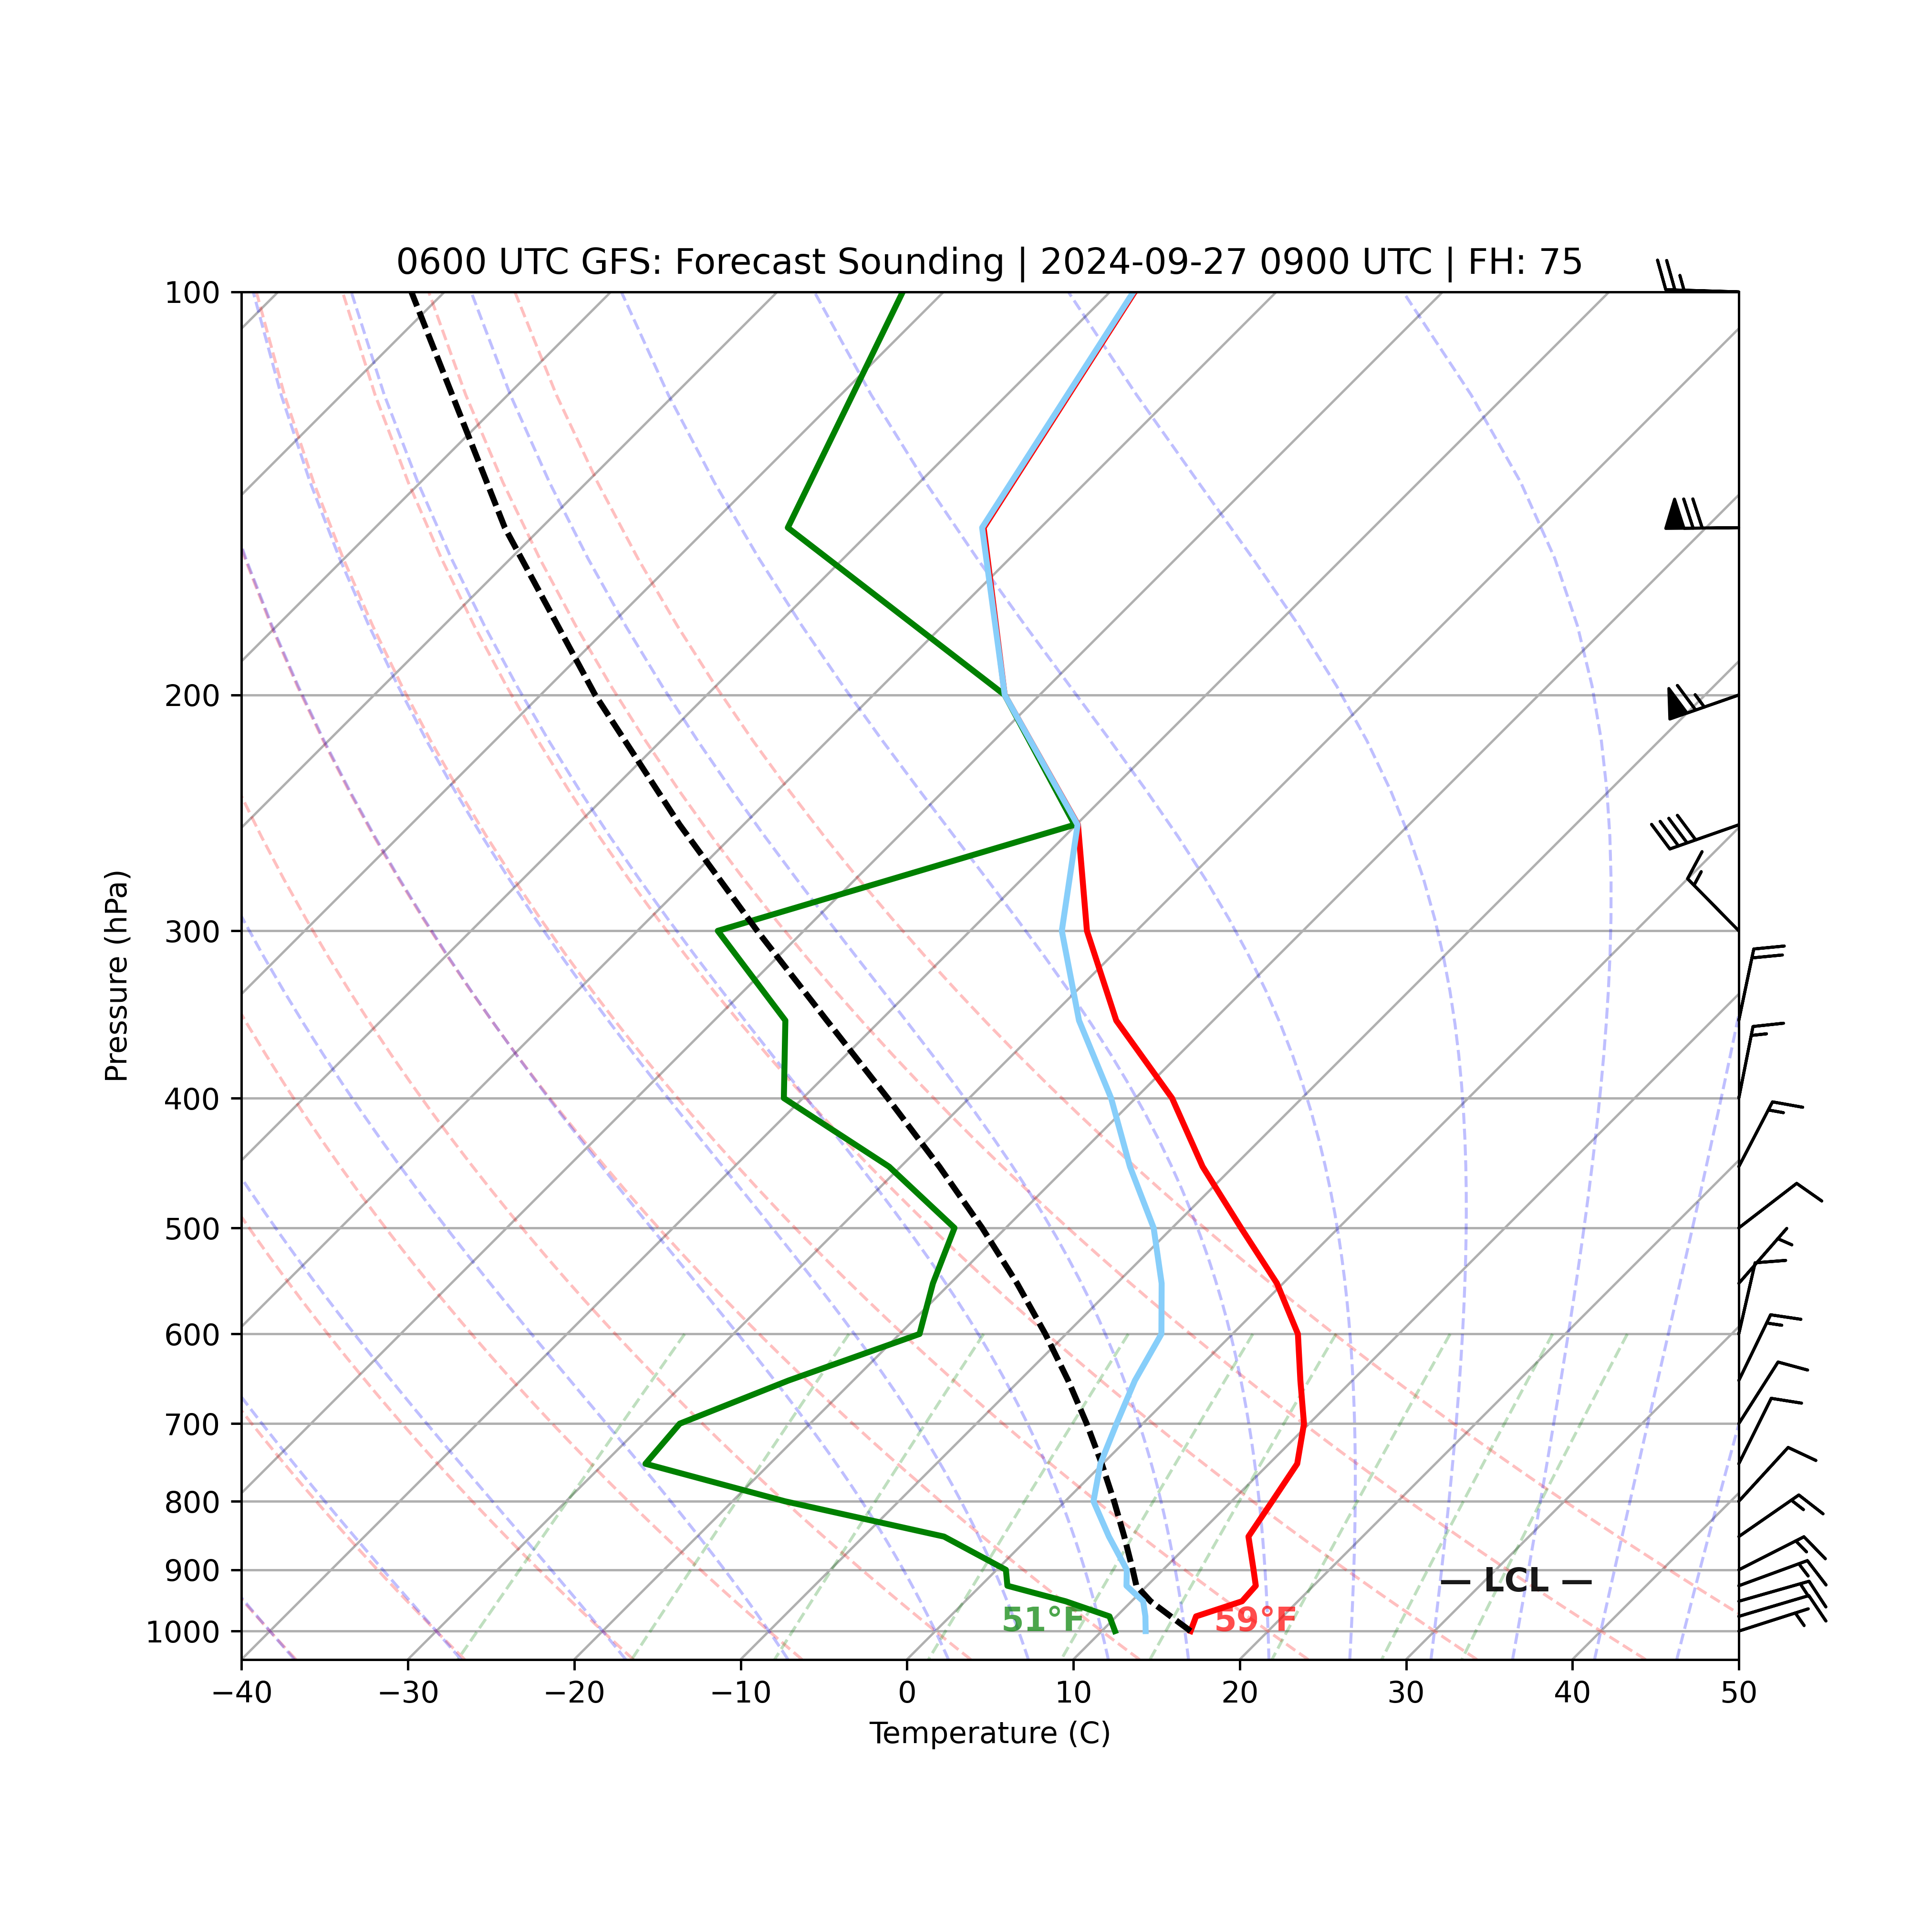 0600 UTC GFS: Forecast Sounding | 2024-09-27 0900 UTC | FH: 75
100
200
300
400
500
600
700
800
900
1000
Pressure (hPa)
— LCL —
51°F
59°F
−40 −30 −20 −10 0 10 20 30 40 50
Temperature (C)